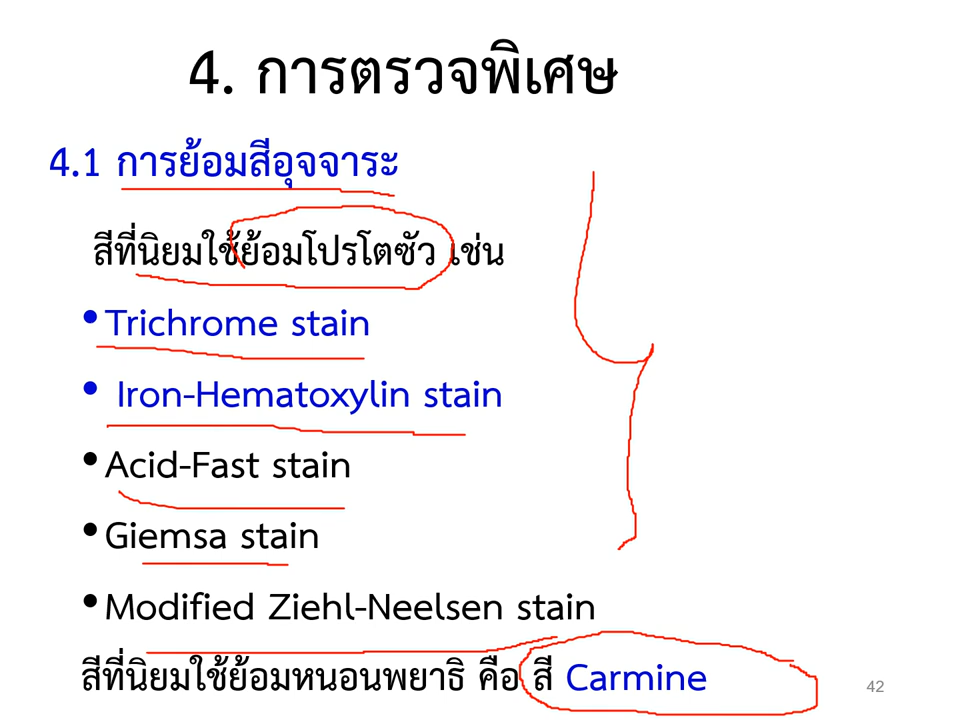 4. การตรวจพิเศษ
4.1 การย้อมสีอุจจาระ
สีที่นิยมใช้ย้อมโปรโตซัว เช่น
•Trichrome stain
• Iron-Hematoxylin stain
•Acid-Fast stain
•Giemsa stain
•Modified Ziehl-Neelsen stain
สีที่นิยมใช้ย้อมหนอนพยาธิ คือ สี Carmine
42